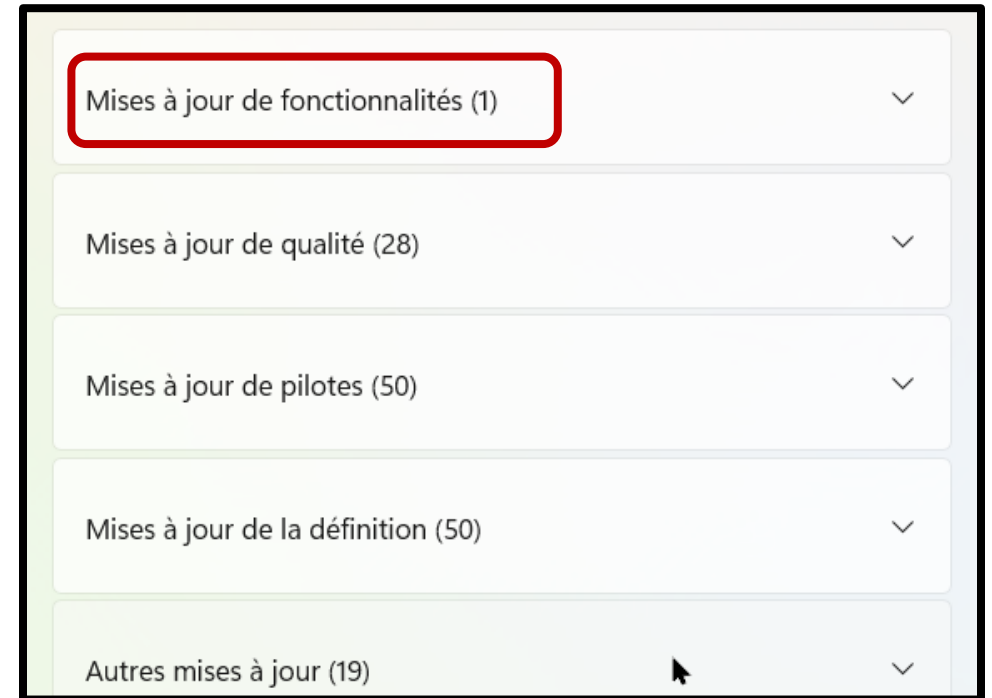 Mises à jour de fonctionnalités (1)
Mises à jour de qualité (28)
Mises à jour de pilotes (50)
Mises à jour de la définition (50)
Autres mises à jour (19)